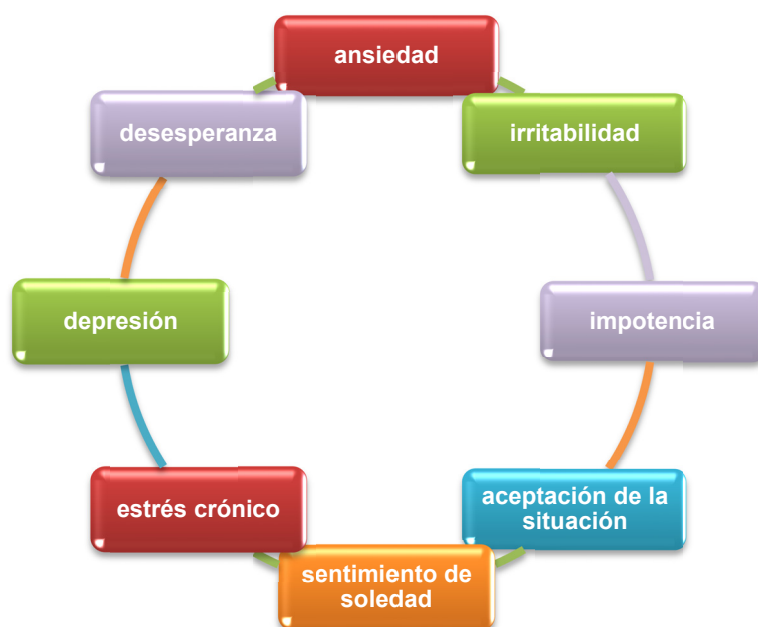 ansiedad
irritabilidad
impotencia
aceptación de la
situación
sentimiento de
soledad
estrés crónico
depresión
desesperanza